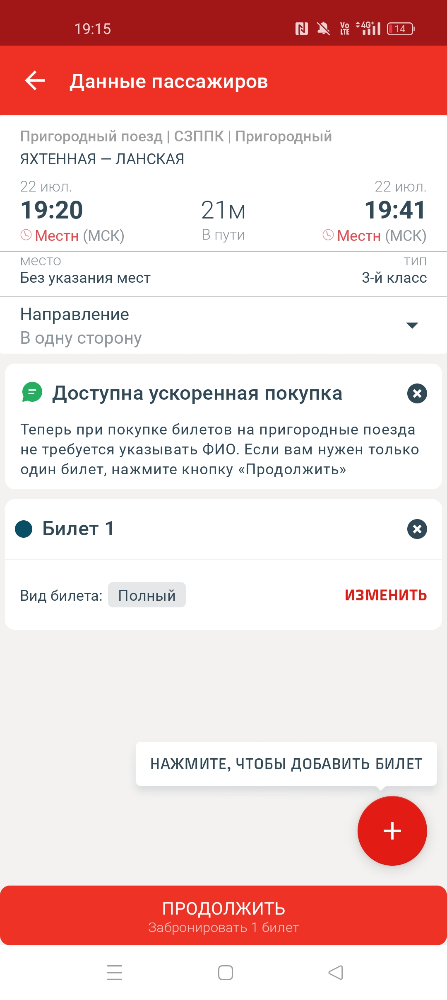 19:15
Vo
LTE
4G+
14
Данные пассажиров
Пригородный поезд | СЗППК | Пригородный
ЯХТЕННАЯ — ЛАНСКАЯ
22 июл.
22 июл.
19:20
21м
19:41
Местн (МСК)
В пути
Местн (МСК)
место
тип
Без указания мест
3-й класс
Направление
В одну сторону
Доступна ускоренная покупка
Теперь при покупке билетов на пригородные поезда
не требуется указывать ФИО. Если вам нужен только
один билет, нажмите кнопку «Продолжить»
Билет 1
Вид билета: Полный
ИЗМЕНИТЬ
НАЖМИТЕ, ЧТОБЫ ДОБАВИТЬ БИЛЕТ
ПРОДОЛЖИТЬ
Забронировать 1 билет